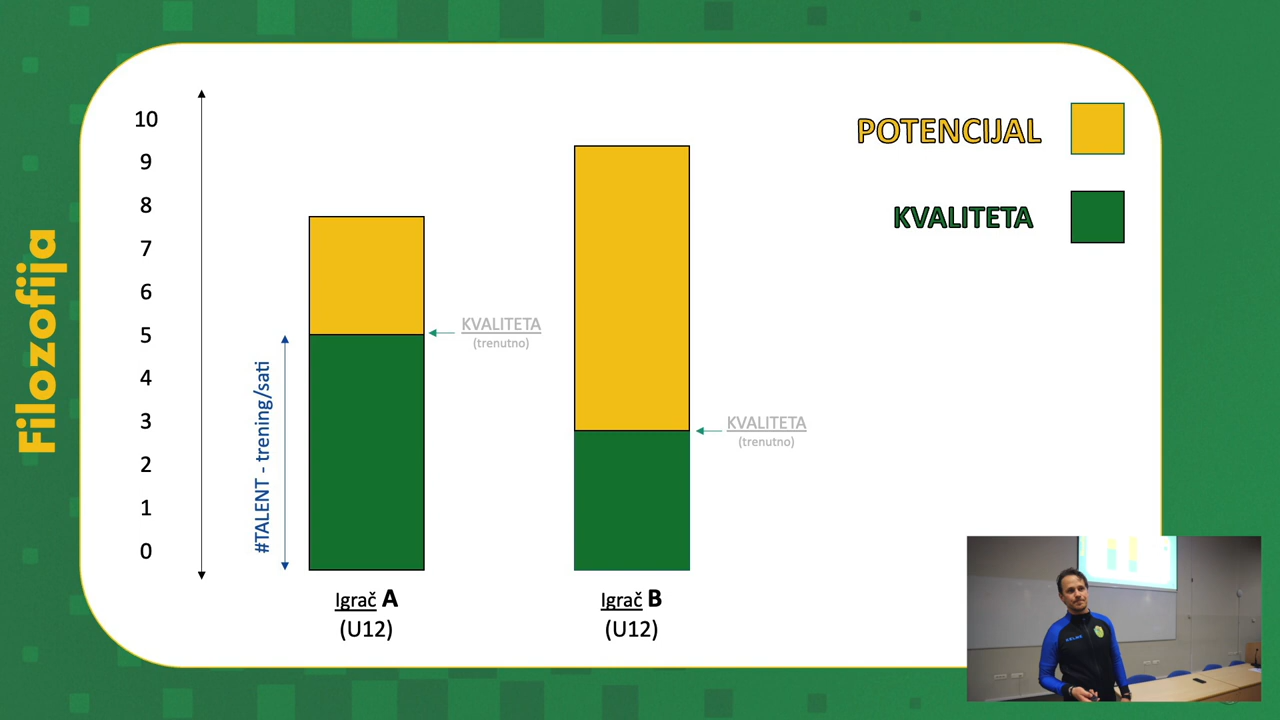 Filozofija
10
9
8
7
6
5
4
3
2
1
0
#TALENT - trening/sati
KVALITETA
(trenutno)
KVALITETA
(trenutno)
Igrač A
(U12)
Igrač B
(U12)
POTENCIJAL
KVALITETA
KELME